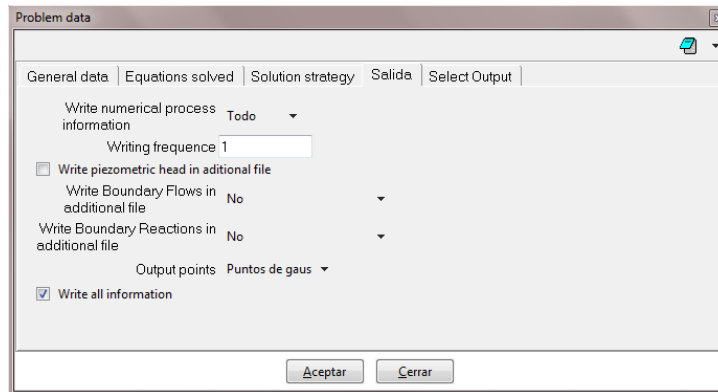 Problem data
General data
Equations solved
Solution strategy
Salida
Select Output
Write numerical process
information
Todo
Writing frequence 1
Write piezometric head in aditional file
Write Boundary Flows in
additional file
No
Write Boundary Reactions in
additional file
No
Output points Puntos de gaus
Write all information
Aceptar
Cerrar